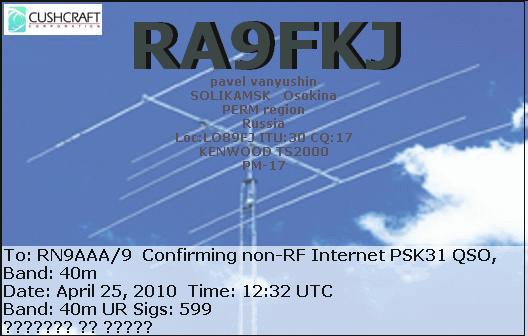 CUSHCRAFT
CORPORATION
RA9FKJ
pavel vanyushin
SOLIKAMSK Osokina
PERM region
Russia
Loc:LO89EJ ITU:30 CQ:17
KENWOOD TS2000
PM-17
To: RN9AAA/9 Confirming non-RF Internet PSK31 QSO,
Band: 40m
Date: April 25, 2010 Time: 12:32 UTC
Band: 40m UR Sigs: 599
??????? ?? ?????